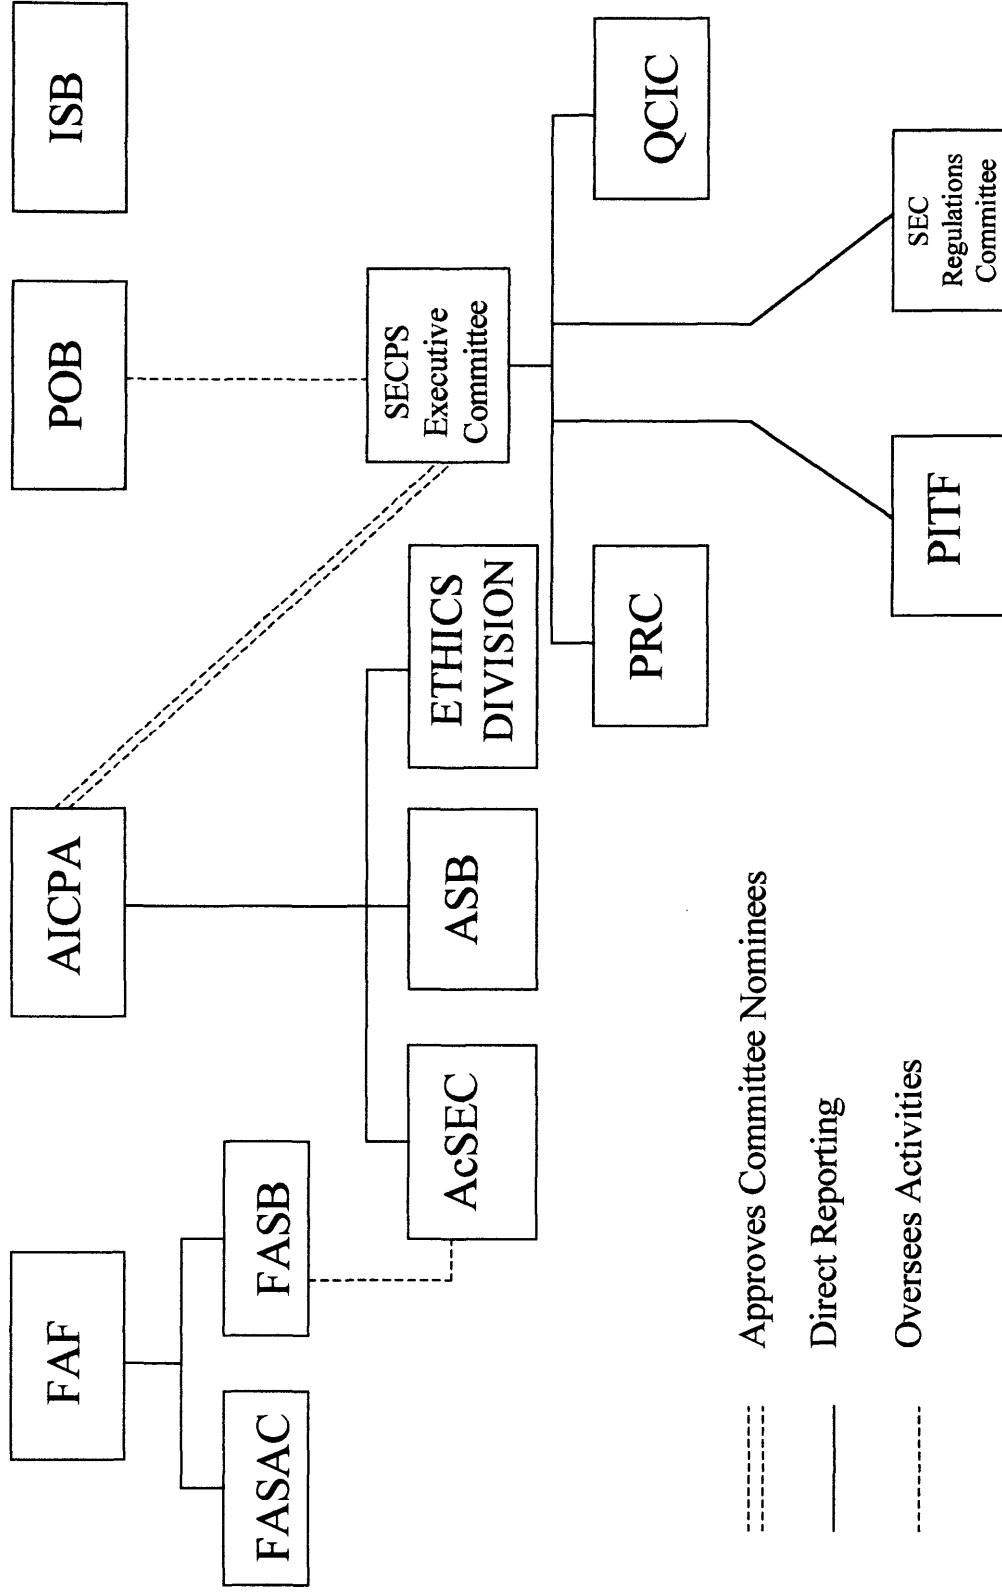 FAF
AICPA
POB
ISB
FASAC
FASB
SECPS
Executive
Committee
AcSEC
ASB
ETHICS
DIVISION
PRC
QCIC
PITF
SEC
Regulations
Committee
Approves Committee Nominees
Direct Reporting
Oversees Activities